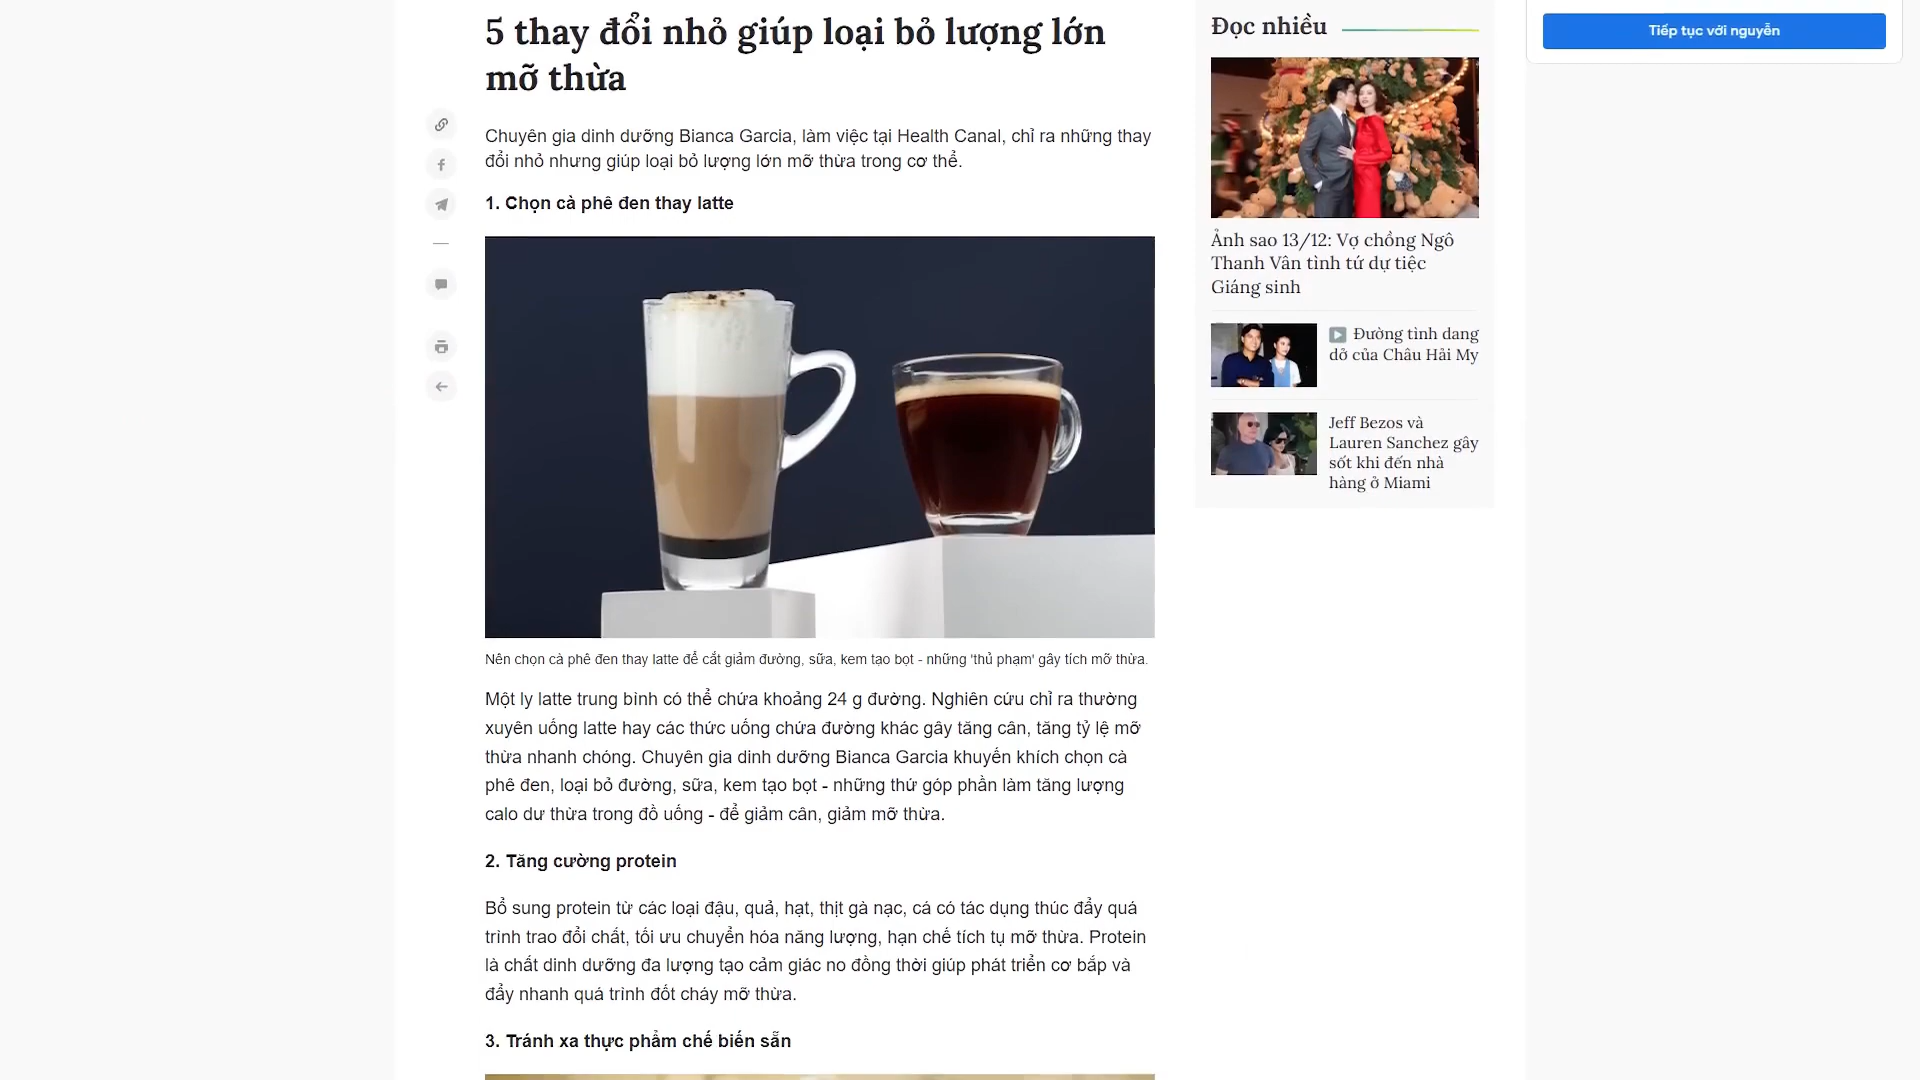 5 thay đổi nhỏ giúp loại bỏ lượng lớn
mỡ thừa
Chuyên gia dinh dưỡng Bianca Garcia, làm việc tại Health Canal, chỉ ra những thay
đổi nhỏ nhưng giúp loại bỏ lượng lớn mỡ thừa trong cơ thể.
1. Chọn cà phê đen thay latte
Nên chọn cà phê đen thay latte để cắt giảm đường, sữa, kem tạo bọt - những 'thủ phạm' gây tích mỡ thừa.
Một ly latte trung bình có thể chứa khoảng 24 g đường. Nghiên cứu chỉ ra thường
xuyên uống latte hay các thức uống chứa đường khác gây tăng cân, tăng tỷ lệ mỡ
thừa nhanh chóng. Chuyên gia dinh dưỡng Bianca Garcia khuyến khích chọn cà
phê đen, loại bỏ đường, sữa, kem tạo bọt - những thứ góp phần làm tăng lượng
calo dư thừa trong đồ uống - để giảm cân, giảm mỡ thừa.
2. Tăng cường protein
Bổ sung protein từ các loại đậu, quả, hạt, thịt gà nạc, cá có tác dụng thúc đẩy quá
trình trao đổi chất, tối ưu chuyển hóa năng lượng, hạn chế tích tụ mỡ thừa. Protein
là chất dinh dưỡng đa lượng tạo cảm giác no đồng thời giúp phát triển cơ bắp và
đẩy nhanh quá trình đốt cháy mỡ thừa.
3. Tránh xa thực phẩm chế biến sẵn
Đọc nhiều
Ảnh sao 13/12: Vợ chồng Ngô
Thanh Vân tình tứ dự tiệc
Giáng sinh
Đường tình dang
dở của Châu Hải My
Jeff Bezos và
Lauren Sanchez gây
sốt khi đến nhà
hàng ở Miami
Tiếp tục với nguyễn